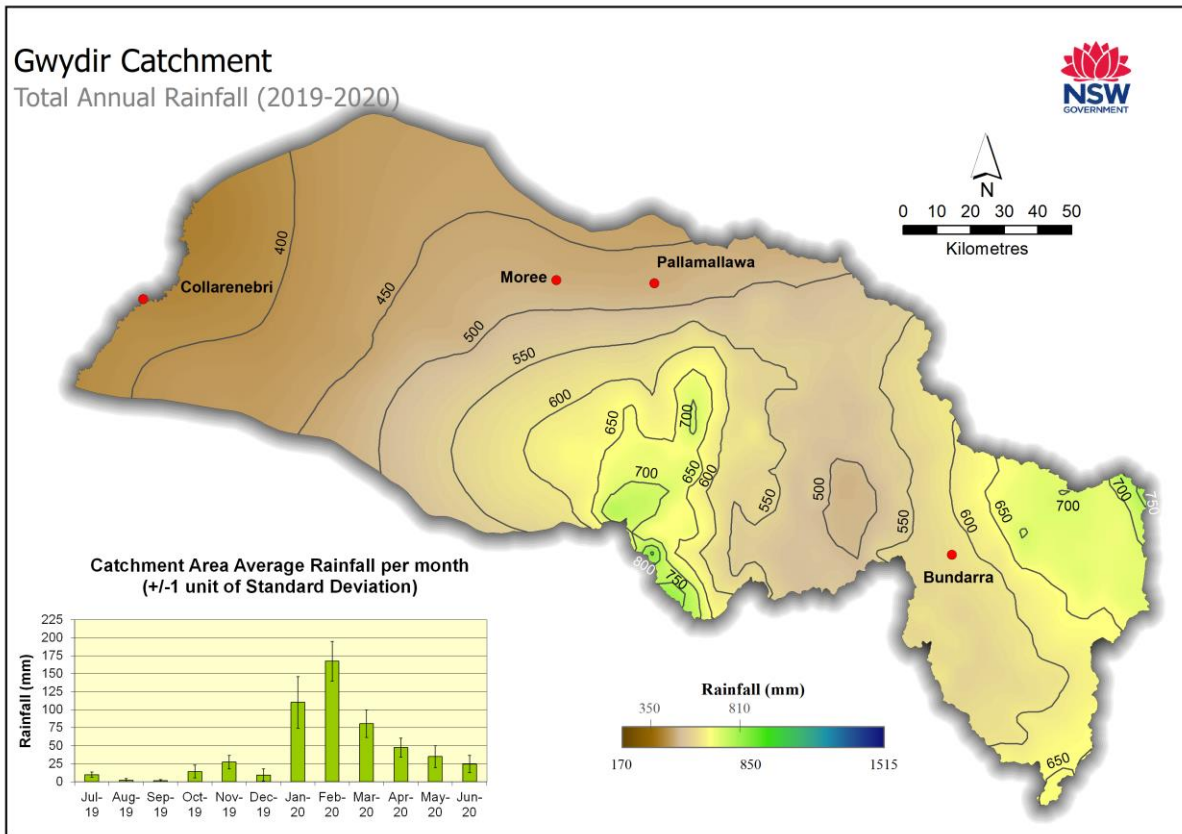 Gwydir Catchment
Total Annual Rainfall (2019-2020)
NSW
GOVERNMENT
N
0 10 20 30 40 50
Kilometres
400
Collarenebri
450
Moree
Pallamallawa
500
550
600
650
700
700
650
600
550
500
550
600
650
700
700
750
800
750
Bundarra
650
Catchment Area Average Rainfall per month
(+/-1 unit of Standard Deviation)
Rainfall (mm)
225
200
175
150
125
100
75
50
25
0
Jul-19 Aug-19 Sep-19 Oct-19 Nov-19 Dec-19 Jan-20 Feb-20 Mar-20 Apr-20 May-20 Jun-20
Rainfall (mm)
350 810
170 850 1515